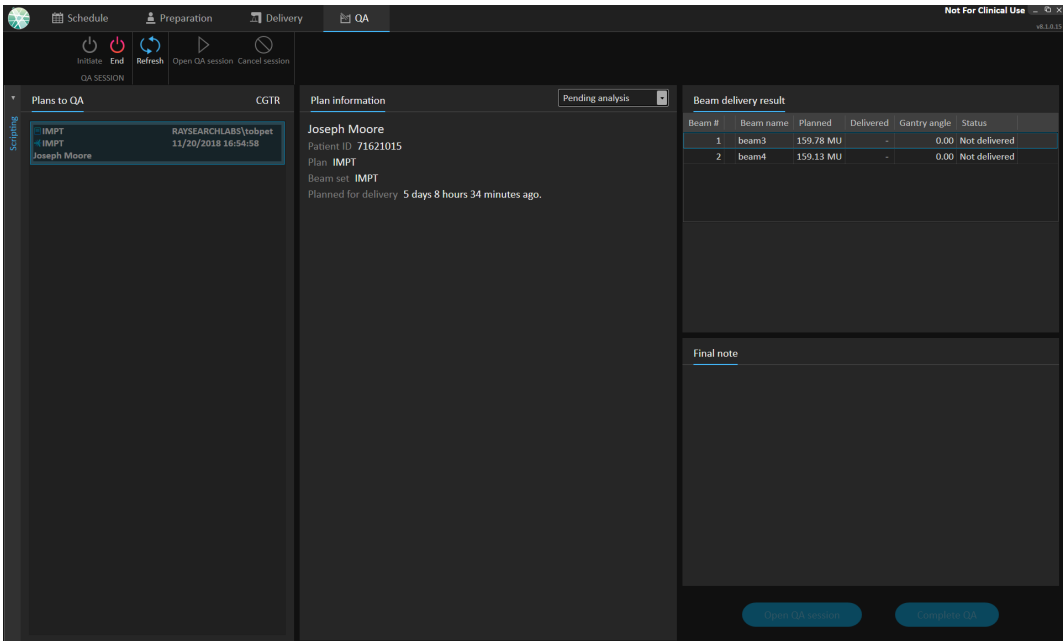 Not For Clinical Use
v8.1.0.15
Schedule
Preparation
Delivery
QA
Initiate
End
Refresh
Open QA session
Cancel session
QA SESSION
Scripting
Plans to QA
CGTR
IMPT
RAYSEARCHLABS\tobpet
IMPT
11/20/2018 16:54:58
Joseph Moore
Plan information
Pending analysis
Joseph Moore
Patient ID 71621015
Plan IMPT
Beam set IMPT
Planned for delivery 5 days 8 hours 34 minutes ago.
Beam delivery result
Beam # Beam name Planned Delivered Gantry angle Status
1 beam3 159.78 MU - 0.00 Not delivered
2 beam4 159.13 MU - 0.00 Not delivered
Final note
Open QA session
Complete QA